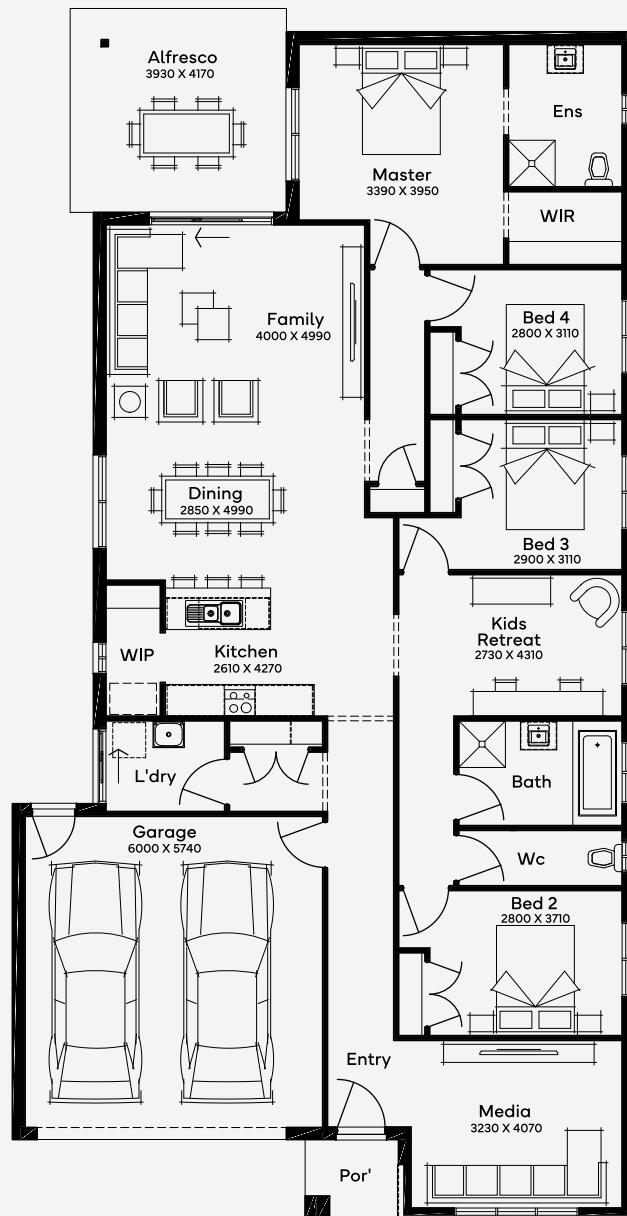 Alfresco
3930 X 4170
Ens
Master
3390 X 3950
WIR
Family
4000 X 4990
Bed 4
2800 X 3110
Dining
2850 X 4990
Bed 3
2900 X 3110
Kids
Retreat
2730 X 4310
WIP
Kitchen
2610 X 4270
L'dry
Bath
Garage
6000 X 5740
Wc
Bed 2
2800 X 3710
Entry
Media
3230 X 4070
Por'